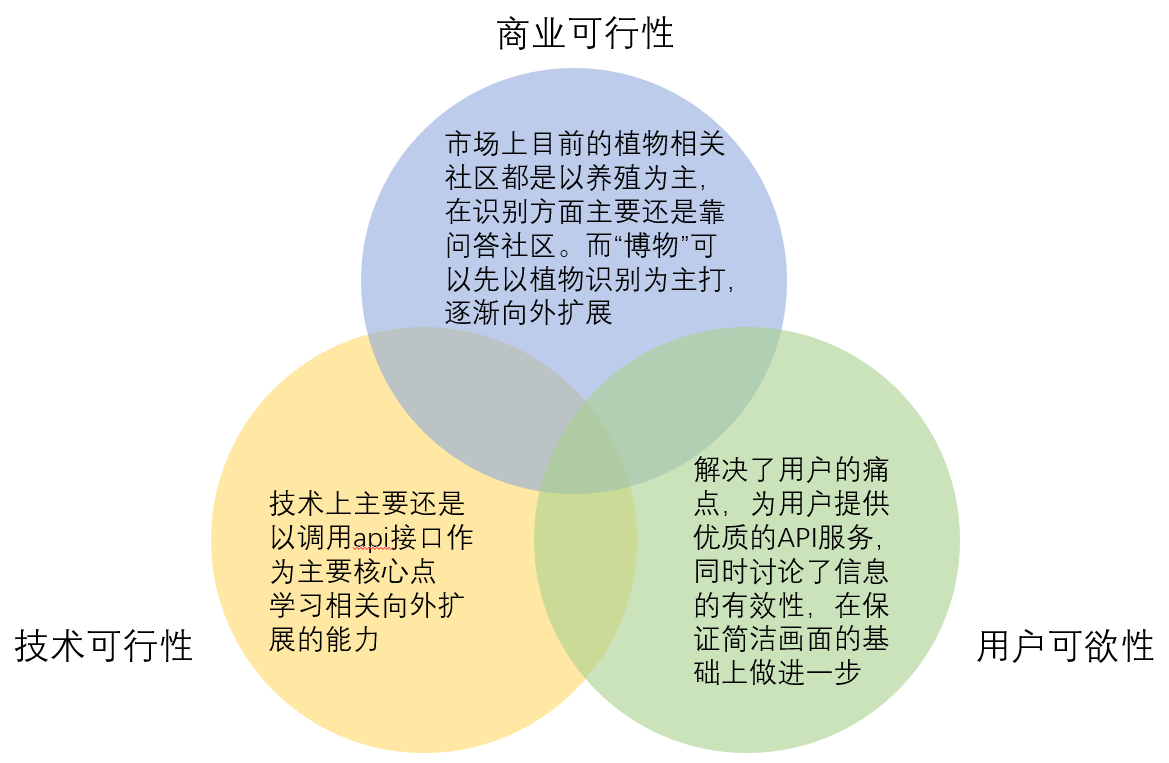 商业可行性
市场上目前的植物相关
社区都是以养殖为主，
在识别方面主要还是靠
问答社区。而“博物”可
以先以植物识别为主打，
逐渐向外扩展
技术上主要还是
以调用api接口作
为主要核心点
学习相关向外扩
展的能力
技术可行性
解决了用户的痛
点，为用户提供
优质的API服务，
同时讨论了信息
的有效性，在保
证简洁画面的基
础上做进一步
用户可欲性